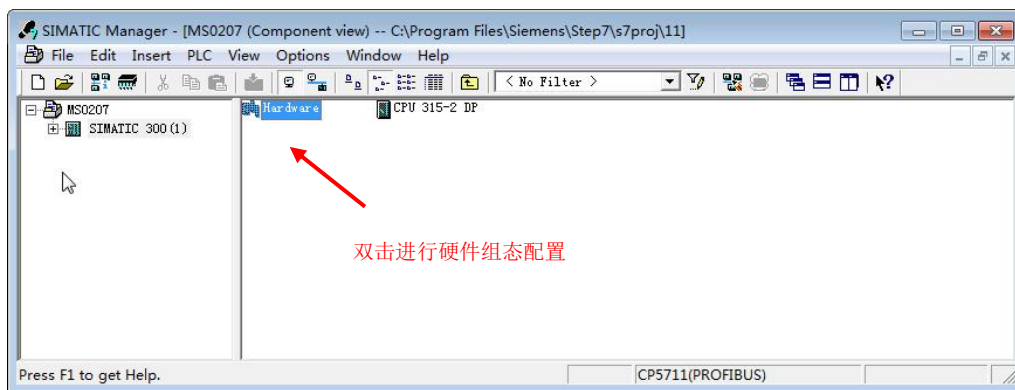 SIMATIC Manager - [MS0207 (Component view) -- C:\Program Files\Siemens\Step7\s7proj\11]
File Edit Insert PLC View Options Window Help
< No Filter >
MS0207
SIMATIC 300(1)
Hardware
CPU 315-2 DP
双击进行硬件组态配置
Press F1 to get Help.
CP5711(PROFIBUS)